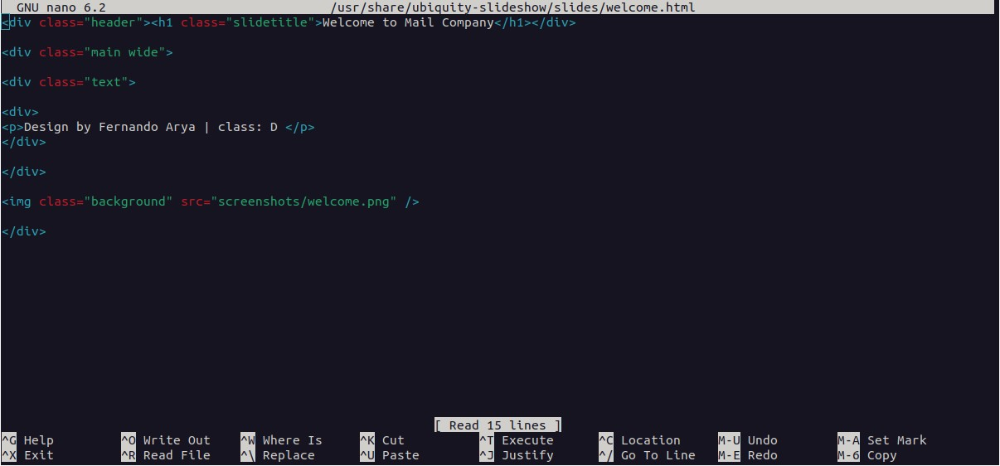 GNU nano 6.2 /usr/share/ubiquity-slideshow/slides/welcome.html
<div class="header"><h1 class="slidetitle">Welcome to Mail Company</h1></div>
<div class="main wide">
<div class="text">
<div>
<p>Design by Fernando Arya | class: D </p>
</div>
</div>
<img class="background" src="screenshots/welcome.png" />
</div>
[ Read 15 lines ]
^G Help ^O Write Out ^W Where Is ^K Cut ^T Execute ^C Location M-U Undo M-A Set Mark
^X Exit ^R Read File ^\ Replace ^U Paste ^J Justify ^/ Go To Line M-E Redo M-6 Copy